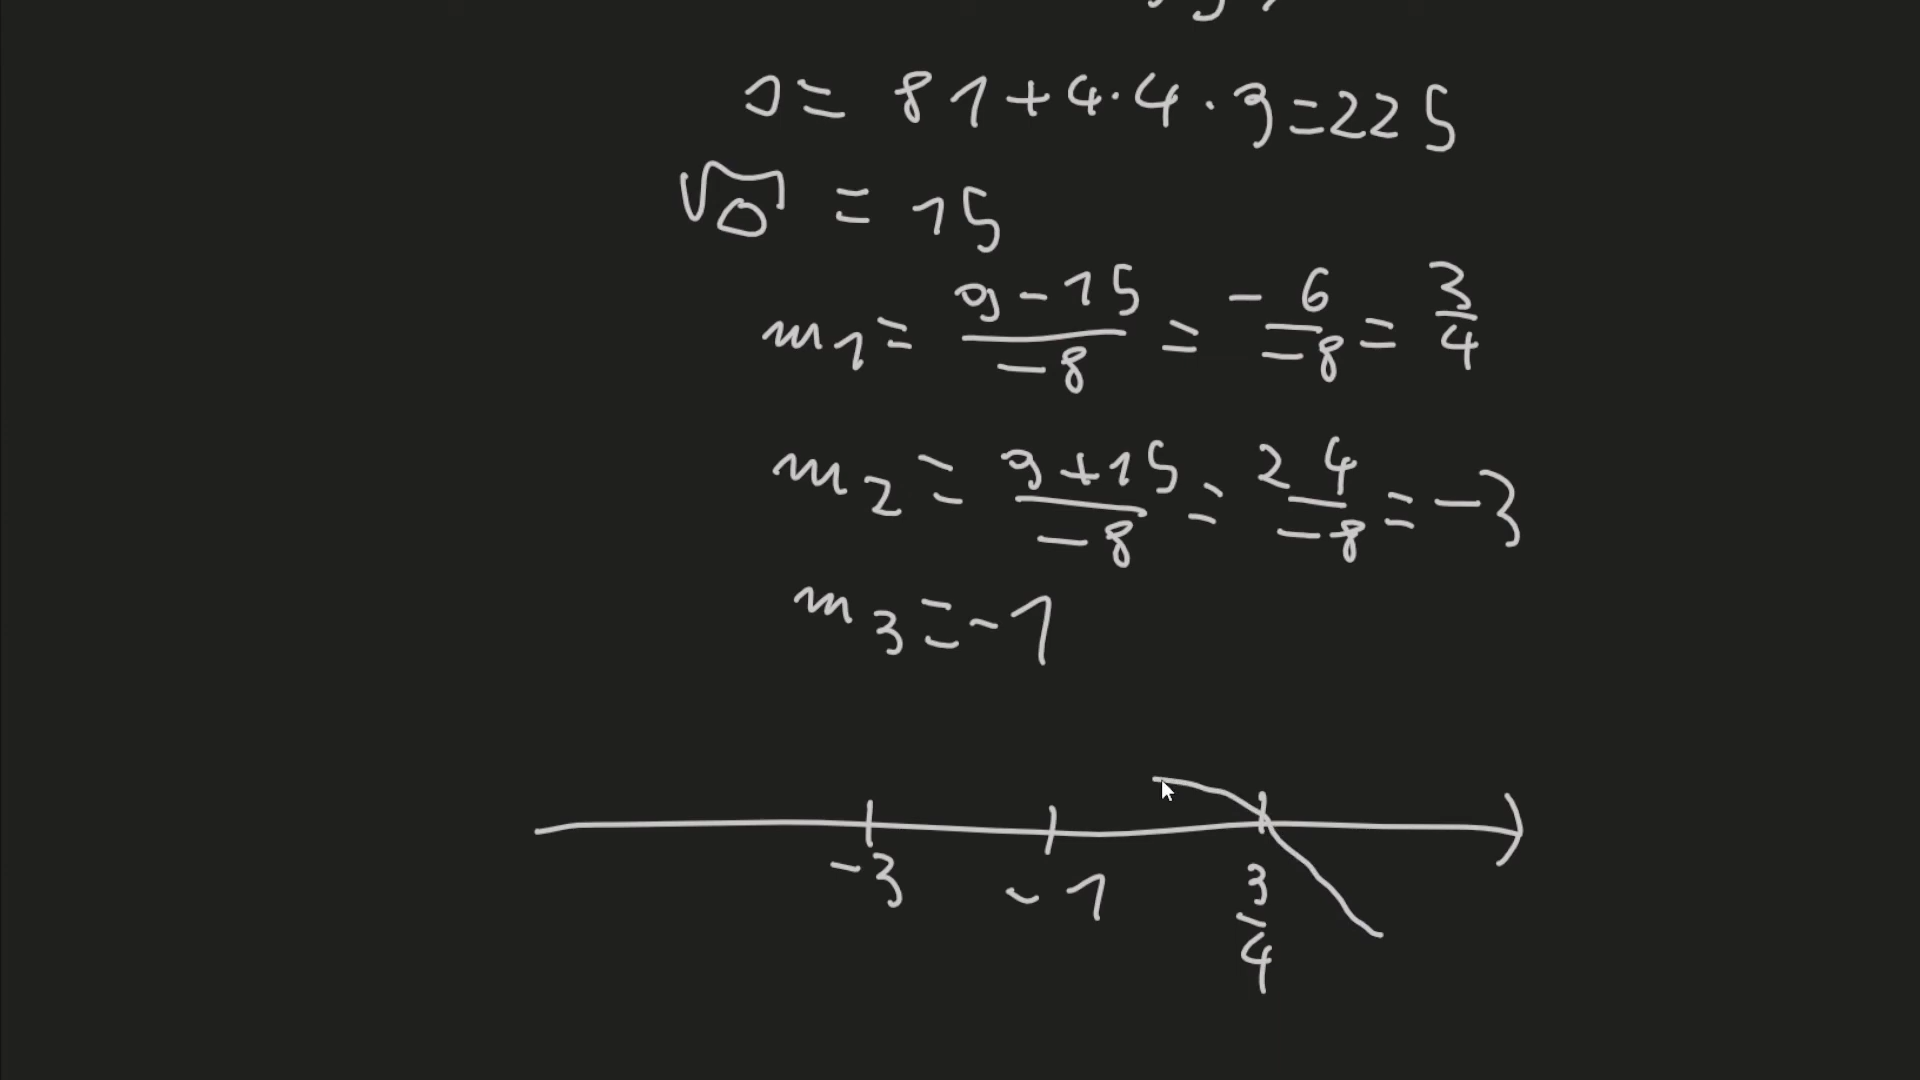 Δ = 81 + 4 · 4 · 9 = 225
√Δ = 15
m₁ = (9 - 15)/(-8) = (-6)/(-8) = 3/4
m₂ = (9 + 15)/(-8) = 24/(-8) = -3
m₃ = -1
-3 -1 3/4